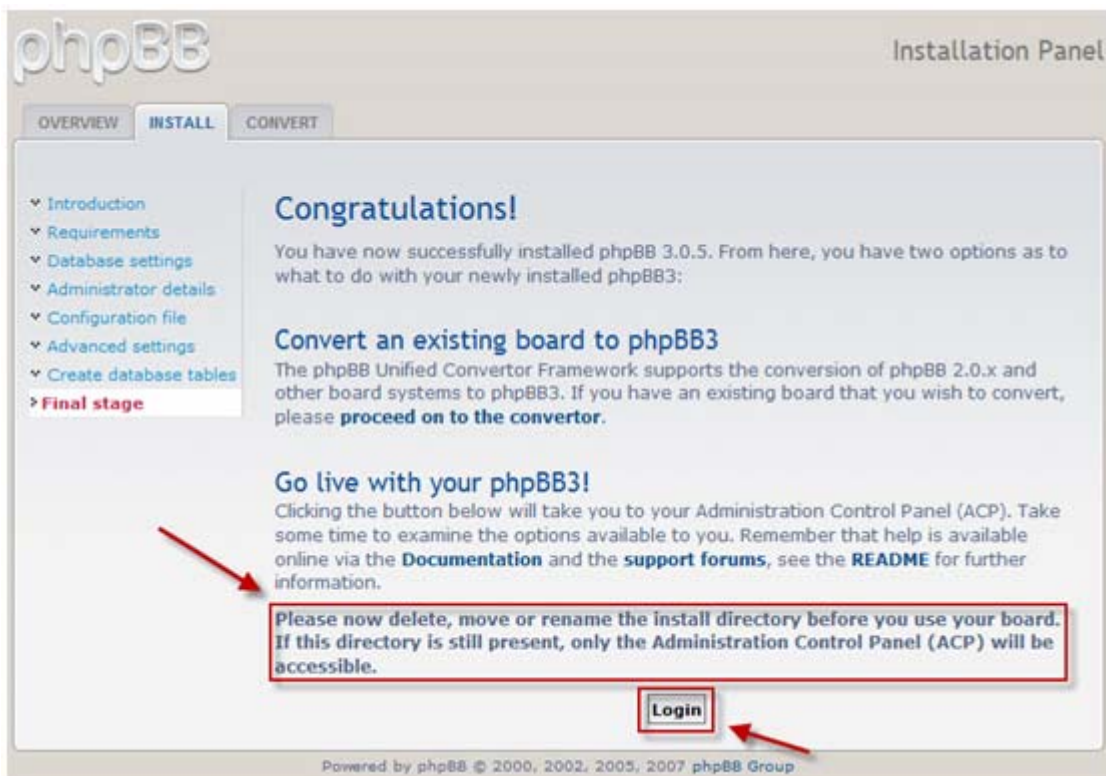 phpBB
Installation Panel
OVERVIEW INSTALL CONVERT
Introduction
Requirements
Database settings
Administrator details
Configuration file
Advanced settings
Create database tables
Final stage
Congratulations!
You have now successfully installed phpBB 3.0.5. From here, you have two options as to
what to do with your newly installed phpBB3:
Convert an existing board to phpBB3
The phpBB Unified Convertor Framework supports the conversion of phpBB 2.0.x and
other board systems to phpBB3. If you have an existing board that you wish to convert,
please proceed on to the convertor.
Go live with your phpBB3!
Clicking the button below will take you to your Administration Control Panel (ACP). Take
some time to examine the options available to you. Remember that help is available
online via the Documentation and the support forums, see the README for further
information.
Please now delete, move or rename the install directory before you use your board.
If this directory is still present, only the Administration Control Panel (ACP) will be
accessible.
Login
Powered by phpBB © 2000, 2002, 2005, 2007 phpBB Group